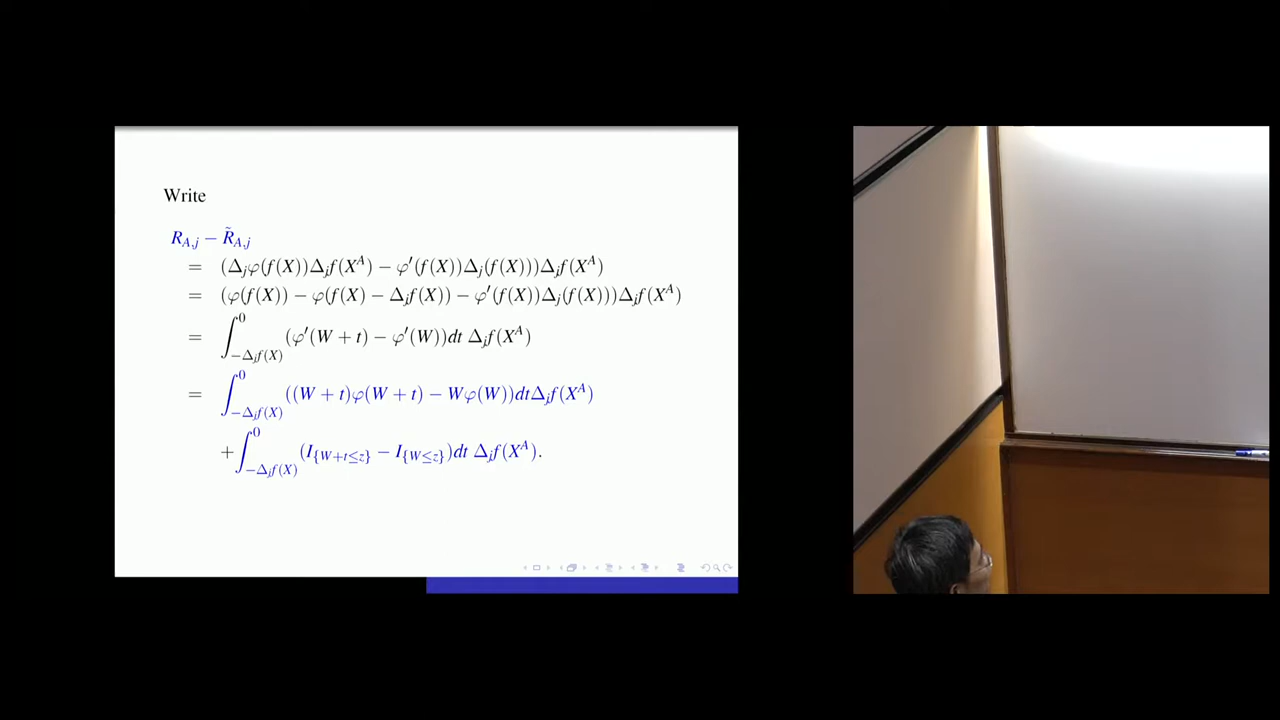 Write
R_{A,j} − R̃_{A,j}
= (Δ_jφ(f(X))Δ_jf(X^A) − φ′(f(X))Δ_j(f(X)))Δ_jf(X^A)
= (φ(f(X)) − φ(f(X) − Δ_jf(X)) − φ′(f(X))Δ_j(f(X)))Δ_jf(X^A)
= ∫_{−Δ_jf(X)}^{0} (φ′(W + t) − φ′(W))dt Δ_jf(X^A)
= ∫_{−Δ_jf(X)}^{0} ((W + t)φ(W + t) − Wφ(W))dtΔ_jf(X^A)
+ ∫_{−Δ_jf(X)}^{0} (I_{{W+t≤z}} − I_{{W≤z}})dt Δ_jf(X^A).